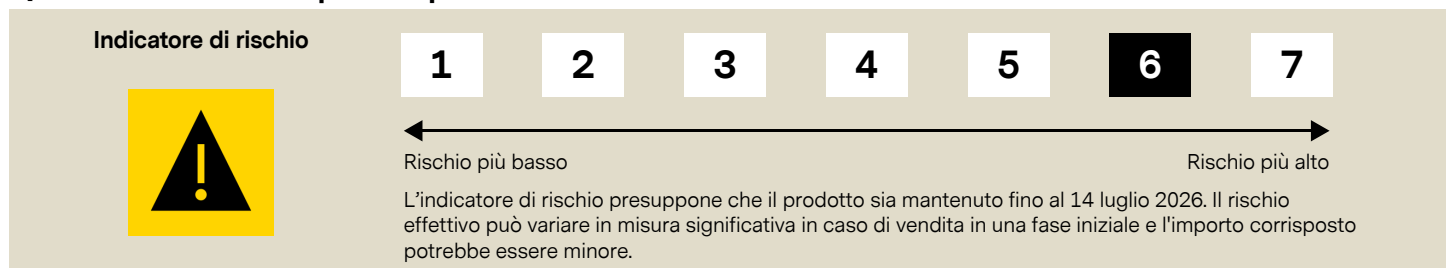 Indicatore di rischio
1 2 3 4 5 6 7
Rischio più basso
Rischio più alto
L'indicatore di rischio presuppone che il prodotto sia mantenuto fino al 14 luglio 2026. Il rischio
effettivo può variare in misura significativa in caso di vendita in una fase iniziale e l'importo corrisposto
potrebbe essere minore.